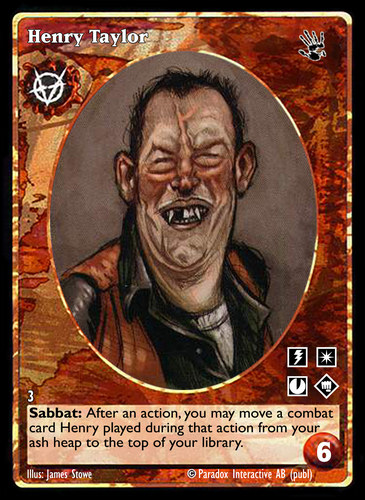 Henry Taylor
3
Sabbat: After an action, you may move a combat
card Henry played during that action from your
ash heap to the top of your library.
6
Illus: James Stowe
© Paradox Interactive AB (publ)